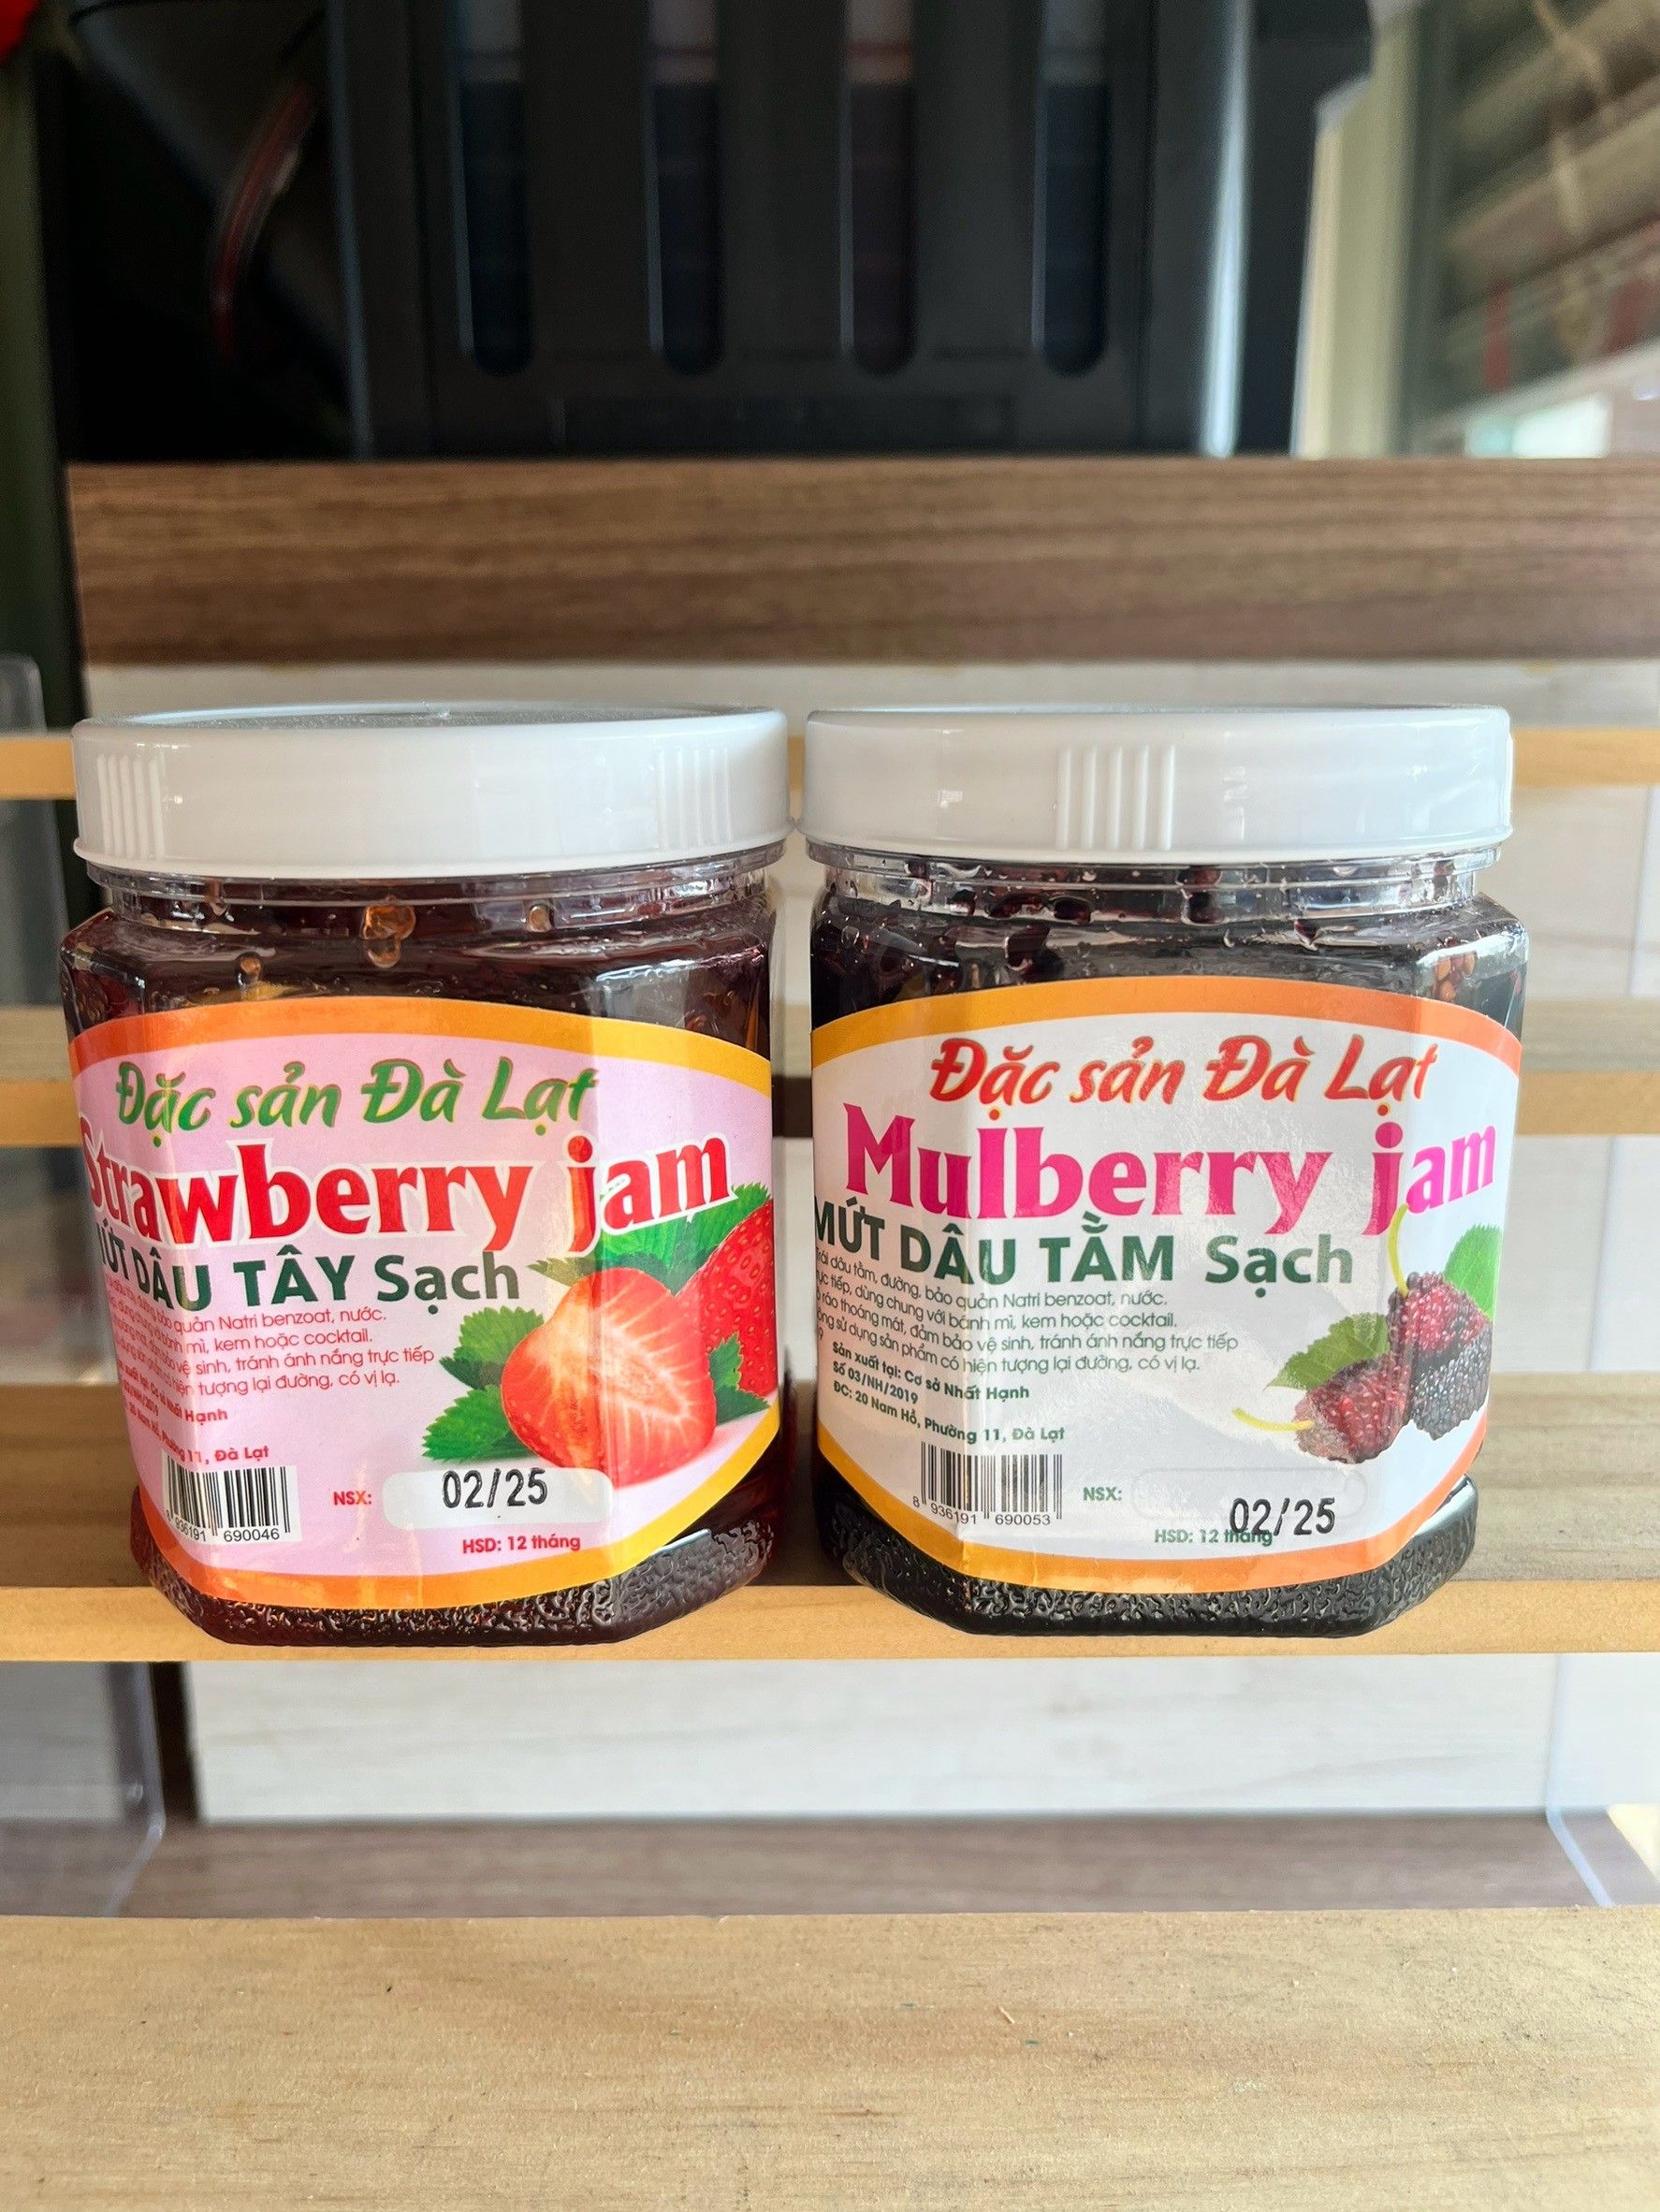 Đặc sản Đà Lạt
Strawberry jam
MỨT DÂU TÂY Sạch
bảo quản Natri benzoat, nước.
mì, kem hoặc cocktail.
vệ sinh, tránh ánh nắng trực tiếp
hiện tượng lại đường, có vị lạ.
Nhất Hạnh
11, Đà Lạt
8 936191 690046
NSX: 02/25
HSD: 12 tháng
Đặc sản Đà Lạt
Mulberry jam
MỨT DÂU TẰM Sạch
dâu tằm, đường, bảo quản Natri benzoat, nước.
tiếp, dùng chung với bánh mì, kem hoặc cocktail.
ráo thoáng mát, đảm bảo vệ sinh, tránh ánh nắng trực tiếp
sử dụng sản phẩm có hiện tượng lại đường, có vị lạ.
Sản xuất tại: Cơ sở Nhất Hạnh
Số 03/NH/2019
ĐC: 20 Nam Hồ, Phường 11, Đà Lạt
8 936191 690053
NSX: 02/25
HSD: 12 tháng